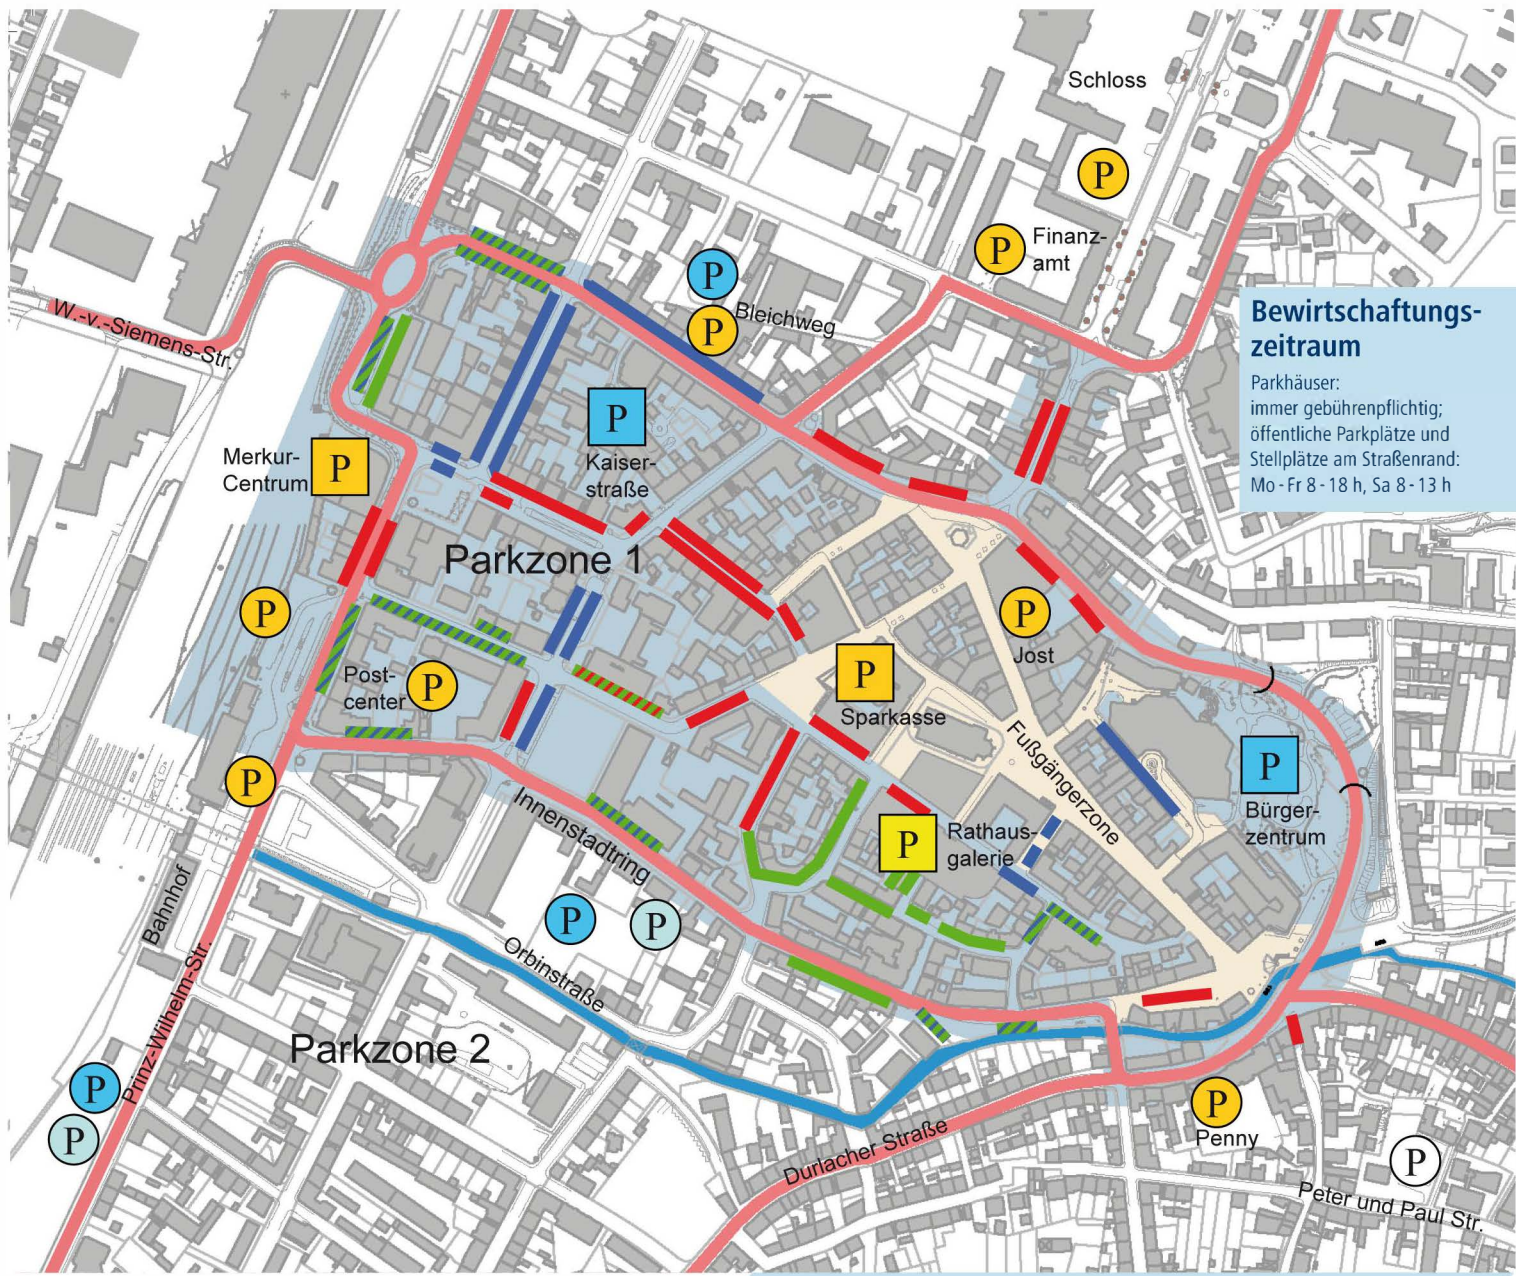 Schloss
P
P
Finanz-
amt
P
P
Bleichweg
W.-v.-Siemens-Str.
Bewirtschaftungs-
zeitraum
Parkhäuser:
immer gebührenpflichtig;
öffentliche Parkplätze und
Stellplätze am Straßenrand:
Mo - Fr 8 - 18 h, Sa 8 - 13 h
P
Kaiser-
straße
Merkur-
Centrum
P
Parkzone 1
P
P
Jost
Post-
center
P
P
Sparkasse
Fußgängerzone
P
P
Bürger-
zentrum
Innenstadtring
P
Rathaus-
galerie
Bahnhof
P
P
Orbinstraße
Prinz-Wilhelm-Str.
Parkzone 2
P
P
P
Penny
Durlacher Straße
P
Peter und Paul Str.